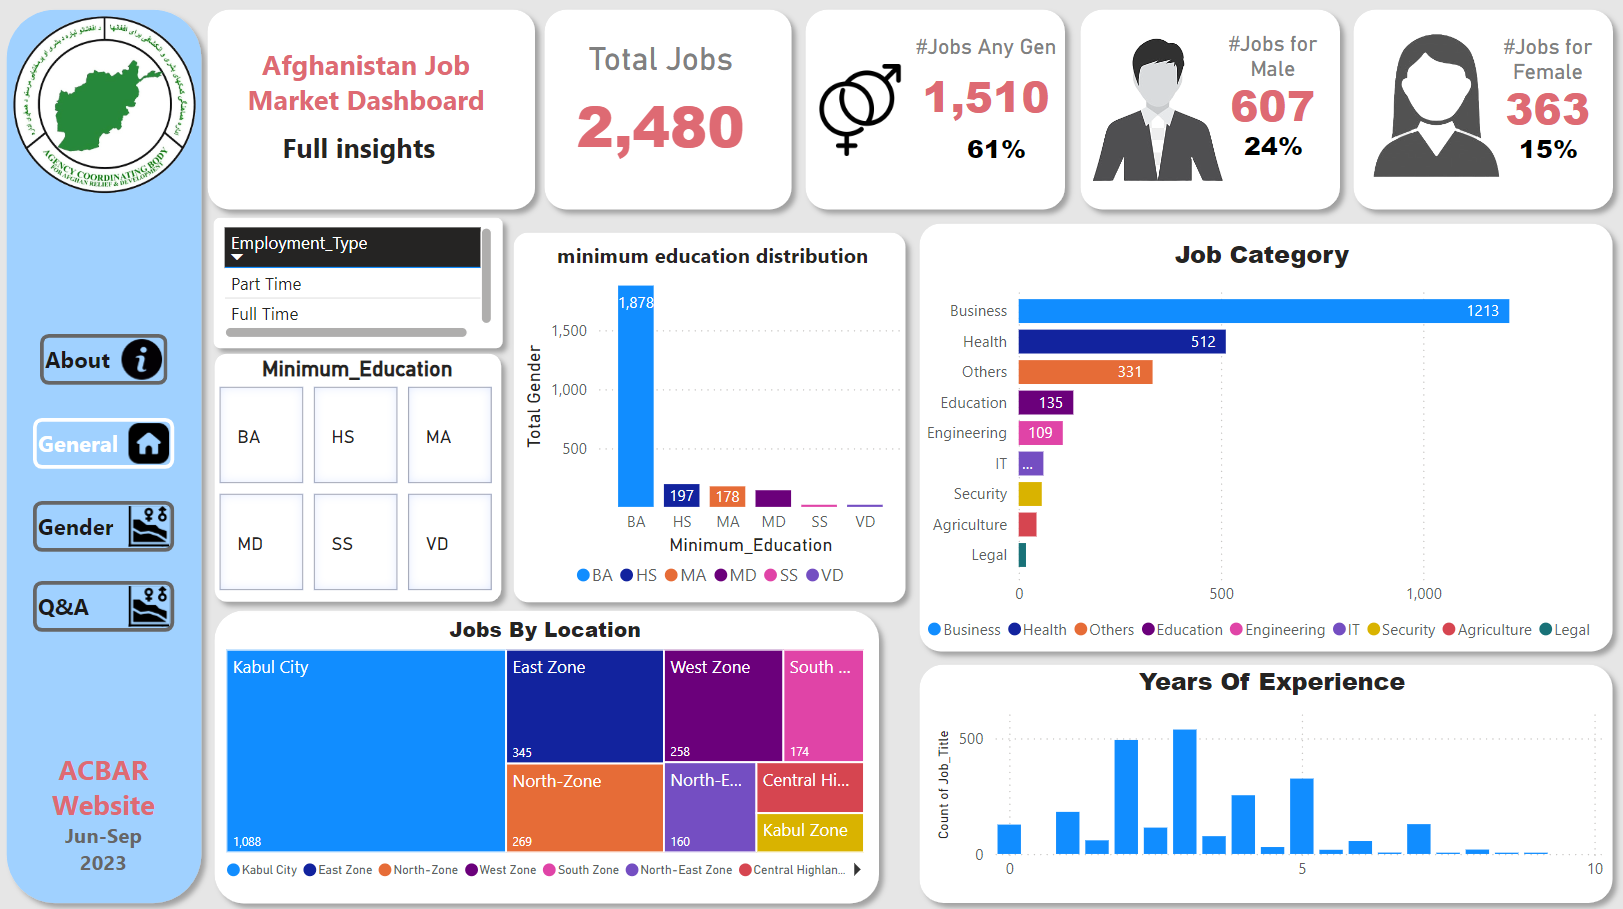 AGENCY COORDINATING BODY
FOR AFGHAN RELIEF & DEVELOPMENT
About
General
Gender
Q&A
ACBAR
Website
Jun-Sep
2023
Afghanistan Job
Market Dashboard
Full insights
Total Jobs
2,480
#Jobs Any Gen
1,510
61%
#Jobs for
Male
607
24%
#Jobs for
Female
363
15%
Employment_Type
Part Time
Full Time
Minimum_Education
BA
HS
MA
MD
SS
VD
minimum education distribution
Total Gender
1,500
1,000
500
1,878
197
178
BA HS MA MD SS VD
Minimum_Education
BA HS MA MD SS VD
Job Category
Business 1213
Health 512
Others 331
Education 135
Engineering 109
IT ...
Security
Agriculture
Legal
0 500 1,000
Business Health Others Education Engineering IT Security Agriculture Legal
Jobs By Location
Kabul City
1,088
East Zone
345
North-Zone
269
West Zone
258
South ...
174
North-E...
160
Central Hi...
Kabul Zone
Kabul City East Zone North-Zone West Zone South Zone North-East Zone Central Highlan...
Years Of Experience
Count of Job_Title
500
0
0 5 10